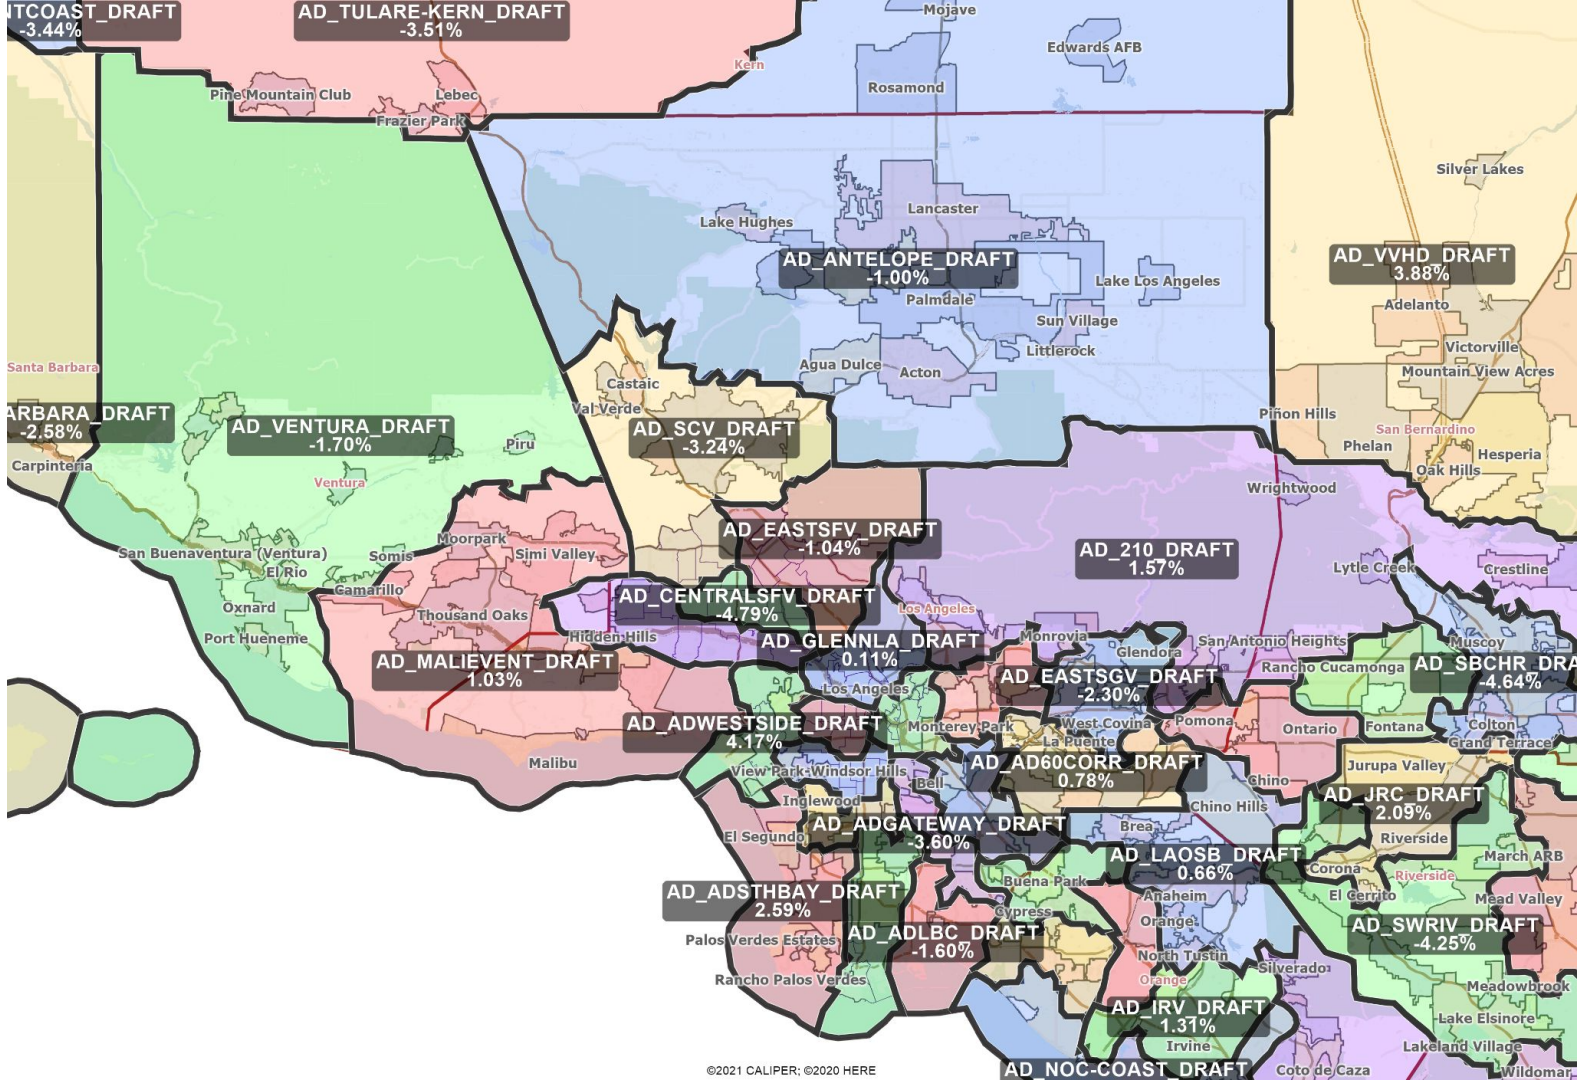 NTCOAST_DRAFT
-3.44%
AD_TULARE-KERN_DRAFT
-3.51%
Mojave
Edwards AFB
Kern
Rosamond
Pine Mountain Club
Lebec
Frazier Park
Silver Lakes
Lake Hughes
Lancaster
AD_ANTELOPE_DRAFT
-1.00%
AD_VVHD_DRAFT
3.88%
Lake Los Angeles
Palmdale
Adelanto
Sun Village
Littlerock
Victorville
Santa Barbara
Agua Dulce
Acton
Mountain View Acres
Castaic
Val Verde
Piñon Hills
ARBARA_DRAFT
-2.58%
AD_VENTURA_DRAFT
-1.70%
AD_SCV_DRAFT
-3.24%
San Bernardino
Phelan
Piru
Hesperia
Carpinteria
Oak Hills
Ventura
Wrightwood
AD_EASTSFV_DRAFT
-1.04%
Moorpark
Simi Valley
AD_210_DRAFT
1.57%
San Buenaventura (Ventura)
Somis
El Rio
Lytle Creek
Crestline
Camarillo
AD_CENTRALSFV_DRAFT
-4.79%
Oxnard
Thousand Oaks
Los Angeles
Port Hueneme
Hidden Hills
AD_GLENNLA_DRAFT
0.11%
Monrovia
Glendora
San Antonio Heights
Muscoy
AD_MALIEVENT_DRAFT
1.03%
Rancho Cucamonga
AD_SBCHR_DRA
-4.64%
AD_EASTSGV_DRAFT
-2.30%
Los Angeles
AD_ADWESTSIDE_DRAFT
4.17%
Monterey Park
West Covina
Pomona
Ontario
Fontana
Colton
La Puente
Grand Terrace
Malibu
View Park-Windsor Hills
AD_AD60CORR_DRAFT
0.78%
Jurupa Valley
Bell
Chino
Inglewood
Chino Hills
AD_JRC_DRAFT
2.09%
El Segundo
AD_ADGATEWAY_DRAFT
-3.60%
Brea
Riverside
AD_LAOSB_DRAFT
0.66%
March ARB
Corona
Riverside
Buena Park
AD_ADSTHBAY_DRAFT
2.59%
Anaheim
El Cerrito
Mead Valley
Cypress
Orange
AD_SWRIV_DRAFT
-4.25%
Palos Verdes Estates
AD_ADLBC_DRAFT
-1.60%
North Tustin
Silverado
Rancho Palos Verdes
Orange
Meadowbrook
AD_IRV_DRAFT
1.31%
Lake Elsinore
Irvine
Lakeland Village
©2021 CALIPER; ©2020 HERE
AD_NOC-COAST_DRAFT
Coto de Caza
Wildomar